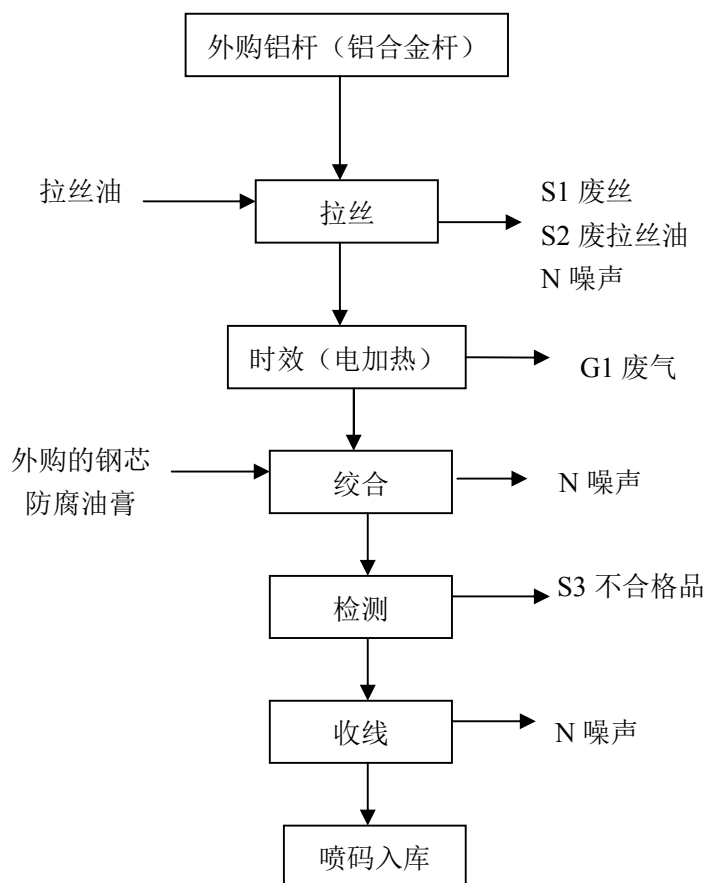 外购铝杆（铝合金杆）
拉丝油
拉丝
S1 废丝
S2 废拉丝油
N 噪声
时效（电加热）
G1 废气
外购的钢芯
防腐油膏
绞合
N 噪声
检测
S3 不合格品
收线
N 噪声
喷码入库